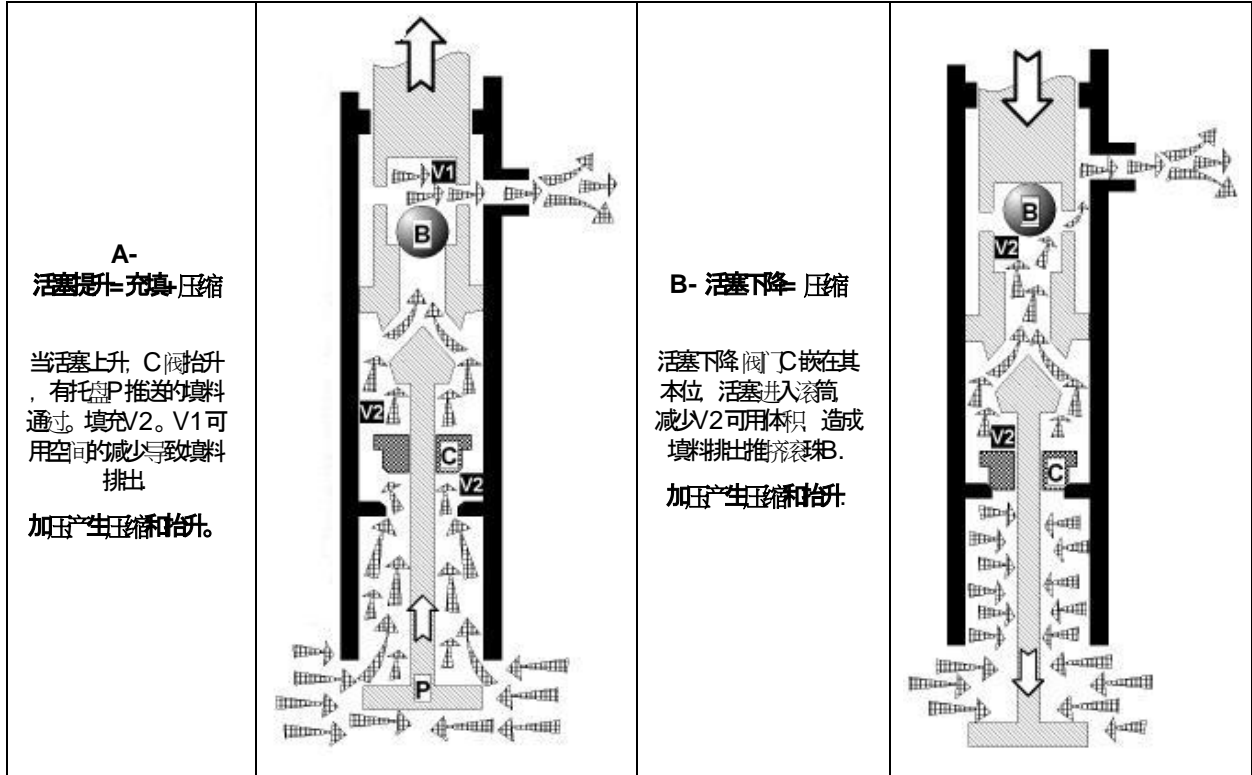 A-
活塞提升=充填+压缩
当活塞上升, C阀抬升
, 有托盘P推送的填料
通过。填充V2。V1可
用空间的减少导致填料
排出.
加压产生压缩和抬升。
V1
B
V2
C
V2
P
B- 活塞下降= 压缩
活塞下降.阀门C嵌在其
本位, 活塞进入滚筒,
减少V2可用体积, 造成
填料排出推挤滚珠B.
加压产生压缩和抬升.
B
V2
V2
C